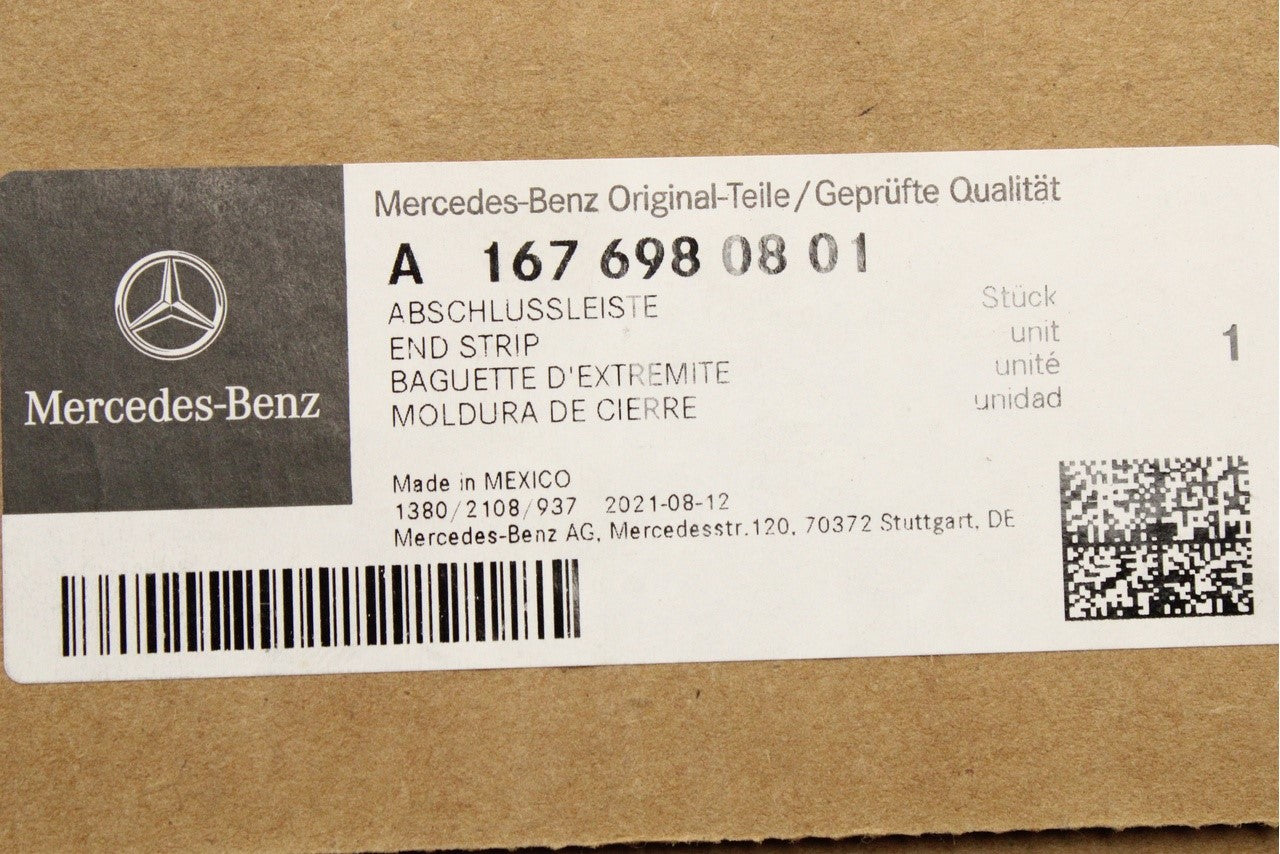 Mercedes-Benz
Mercedes-Benz Original-Teile/Geprüfte Qualität
A 167 698 08 01
ABSCHLUSSLEISTE
END STRIP
BAGUETTE D'EXTREMITE
MOLDURA DE CIERRE
Stück
unit
unité
unidad
1
Made in MEXICO
1380/2108/937 2021-08-12
Mercedes-Benz AG, Mercedesstr.120, 70372 Stuttgart, DE